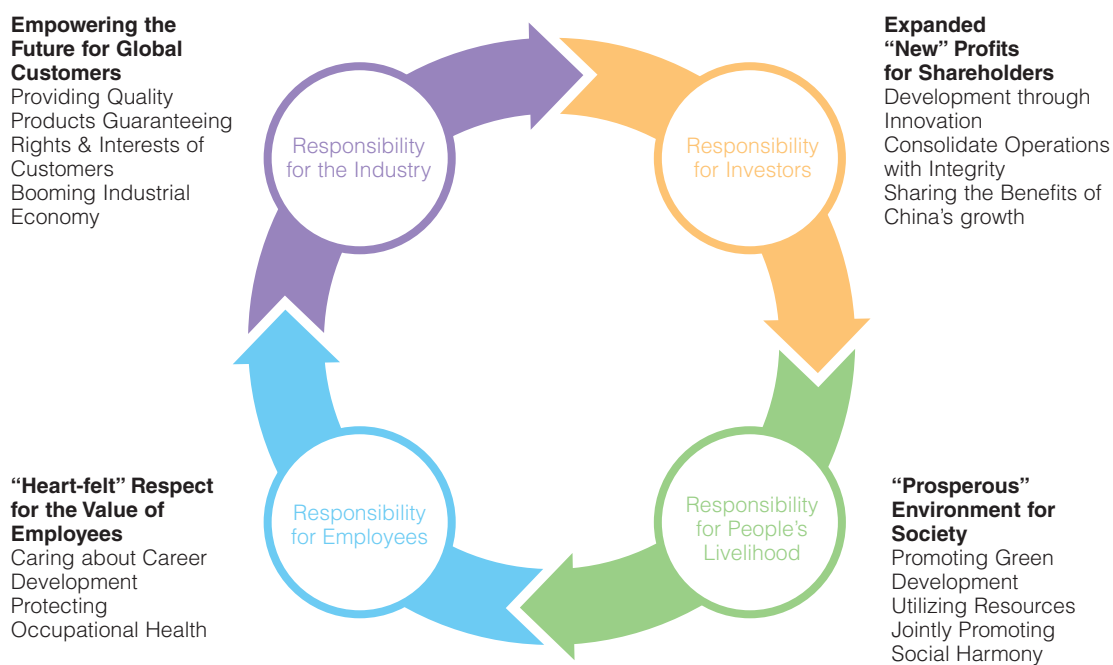 Empowering the
Future for Global
Customers
Providing Quality
Products Guaranteeing
Rights & Interests of
Customers
Booming Industrial
Economy
Responsibility
for the Industry
Responsibility
for Investors
Expanded
“New” Profits
for Shareholders
Development through
Innovation
Consolidate Operations
with Integrity
Sharing the Benefits of
China’s growth
“Heart-felt” Respect
for the Value of
Employees
Caring about Career
Development
Protecting
Occupational Health
Responsibility
for Employees
Responsibility
for People’s
Livelihood
“Prosperous”
Environment for
Society
Promoting Green
Development
Utilizing Resources
Jointly Promoting
Social Harmony